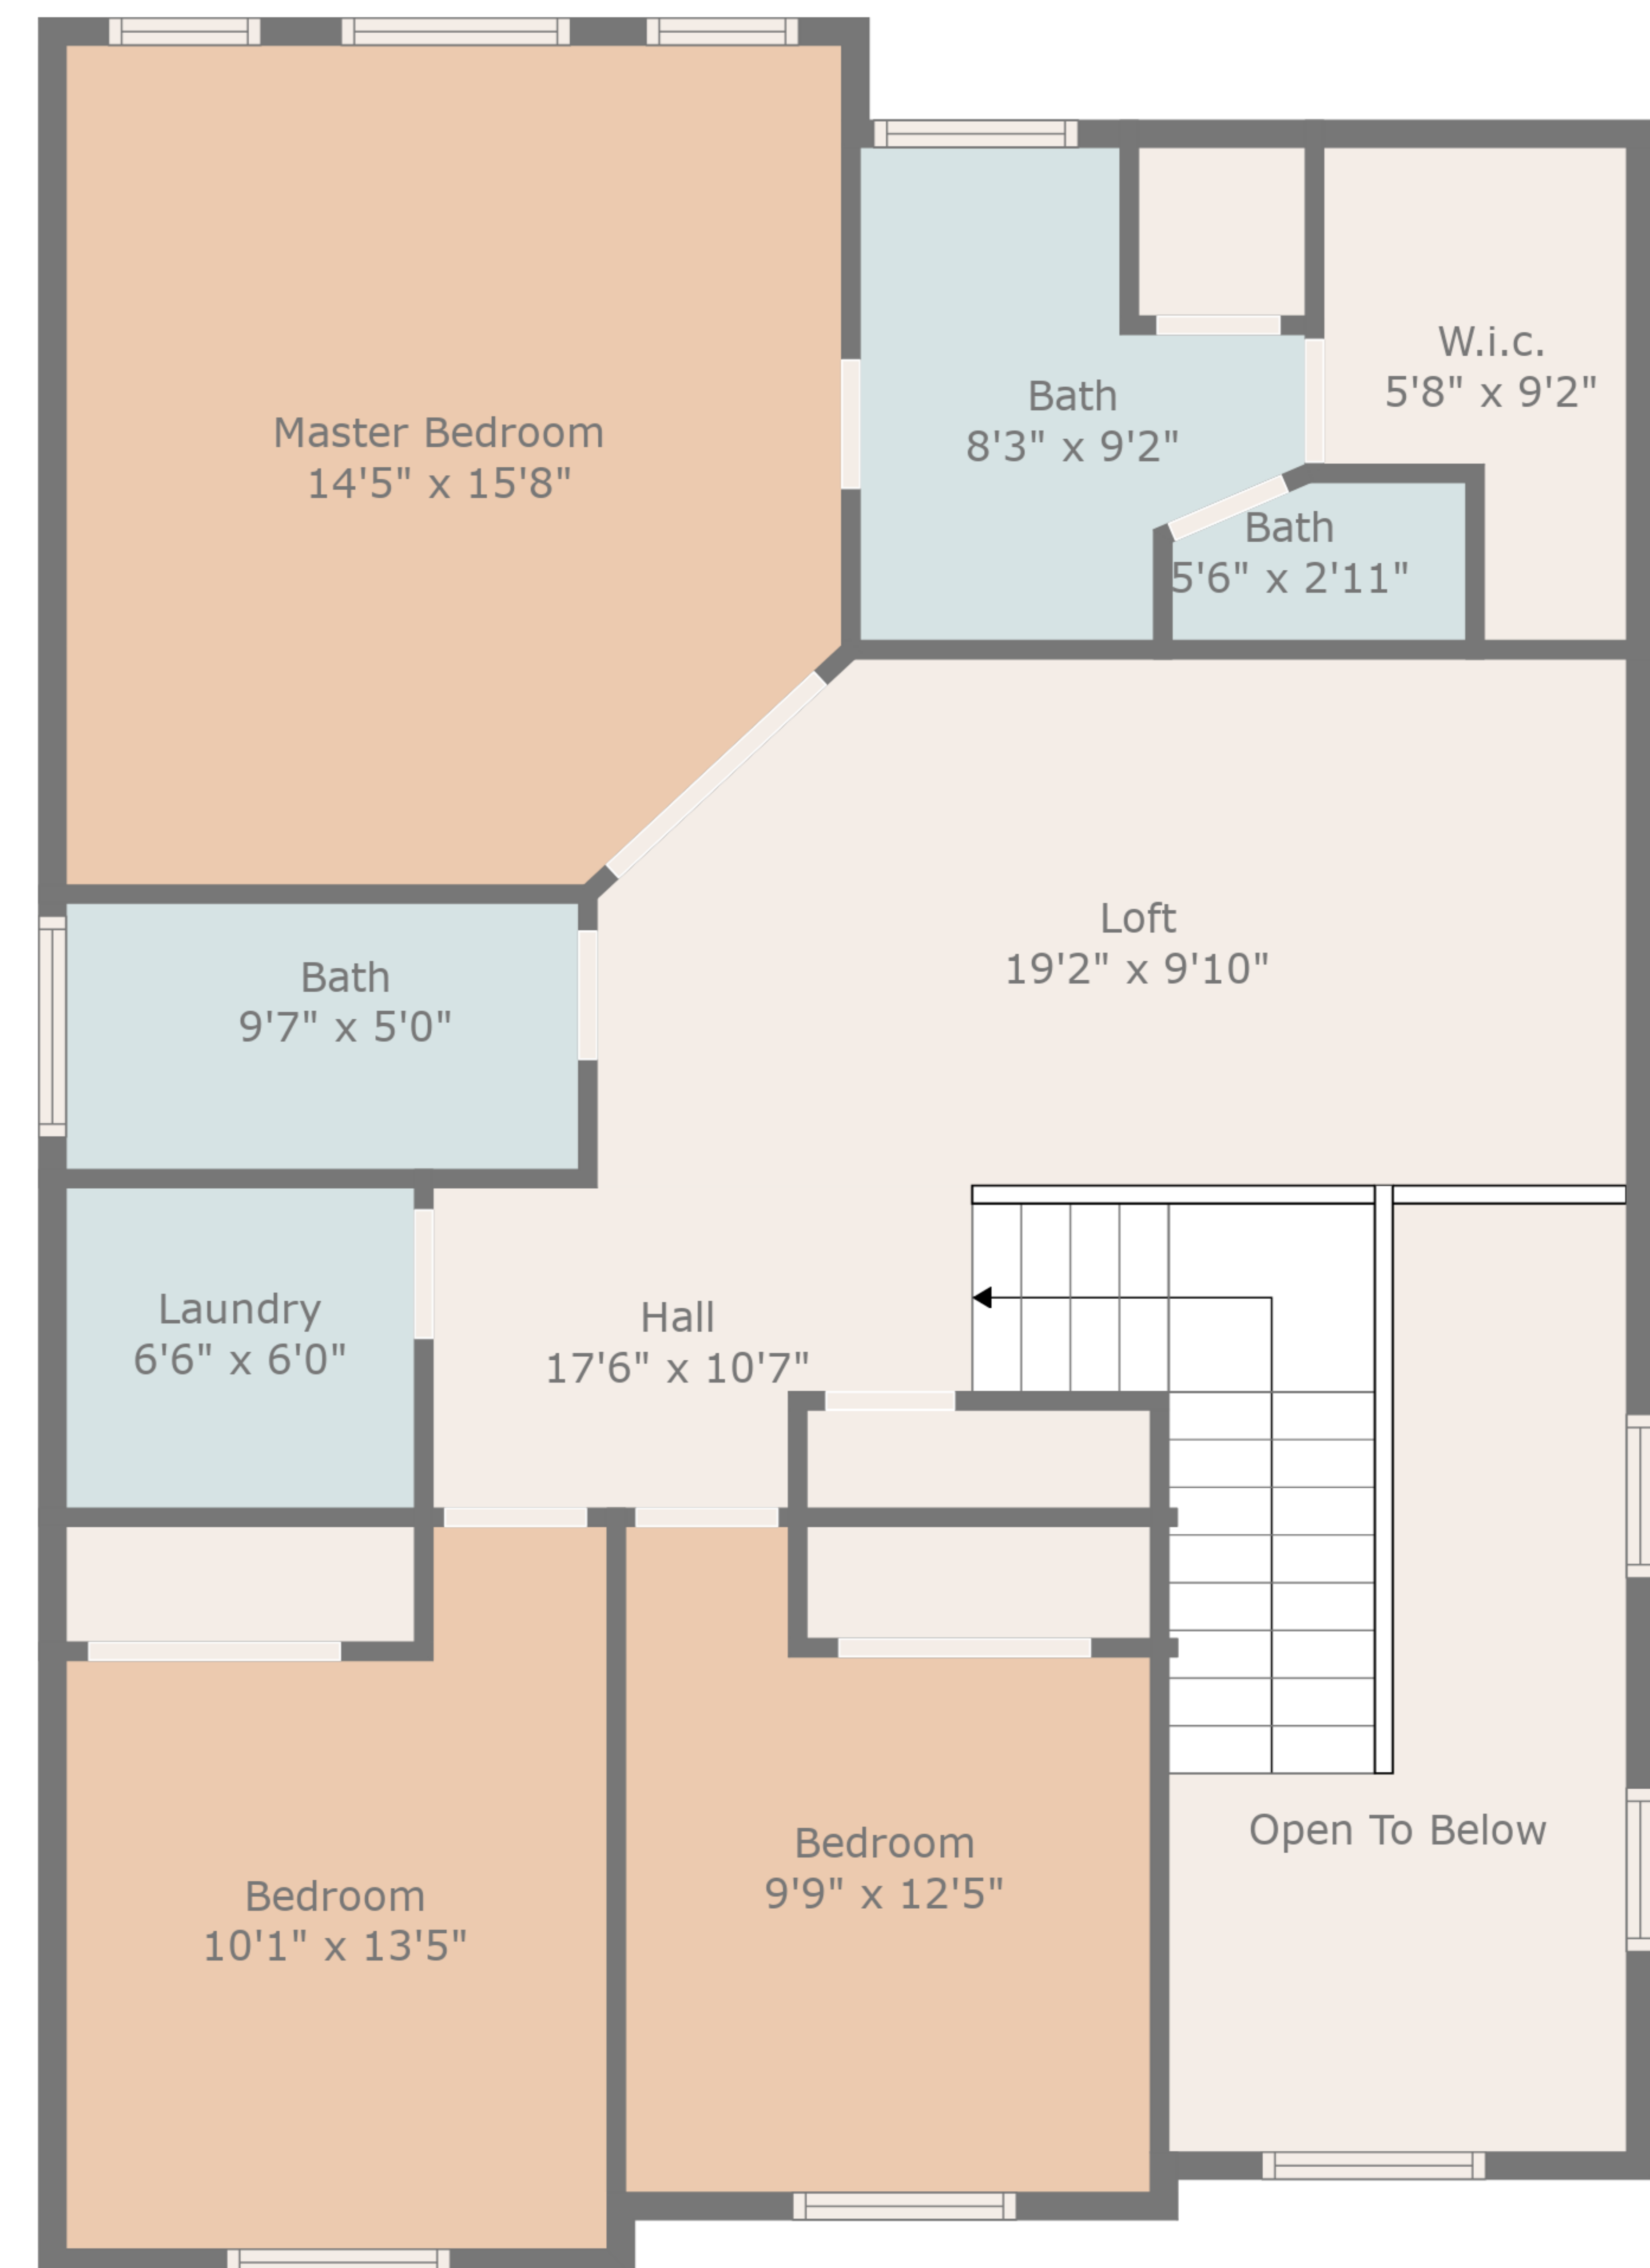 Master Bedroom
14'5" x 15'8"
Bath
8'3" x 9'2"
W.i.c.
5'8" x 9'2"
Bath
5'6" x 2'11"
Loft
19'2" x 9'10"
Bath
9'7" x 5'0"
Laundry
6'6" x 6'0"
Hall
17'6" x 10'7"
Bedroom
10'1" x 13'5"
Bedroom
9'9" x 12'5"
Open To Below